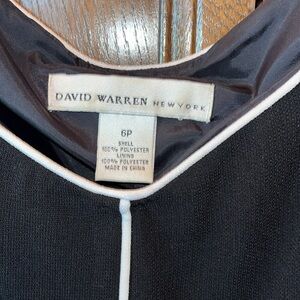 DAVID WARREN NEW YORK
6P
SHELL
100% POLYESTER
LINING
100% POLYESTER
MADE IN CHINA